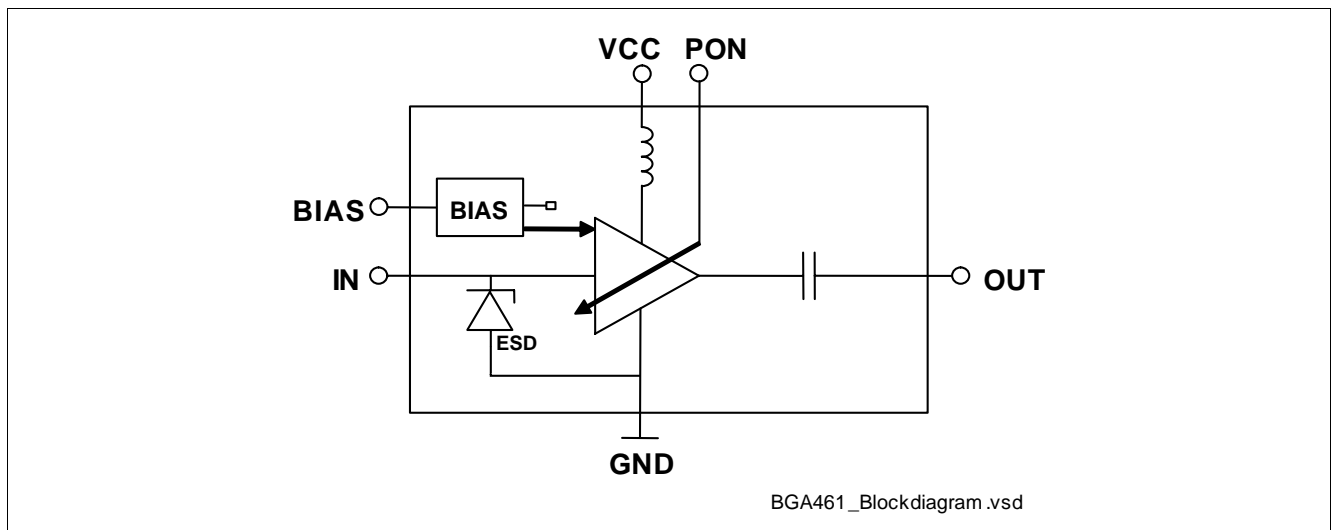 VCC PON
BIAS
BIAS
IN
OUT
ESD
GND
BGA461_Blockdiagram.vsd